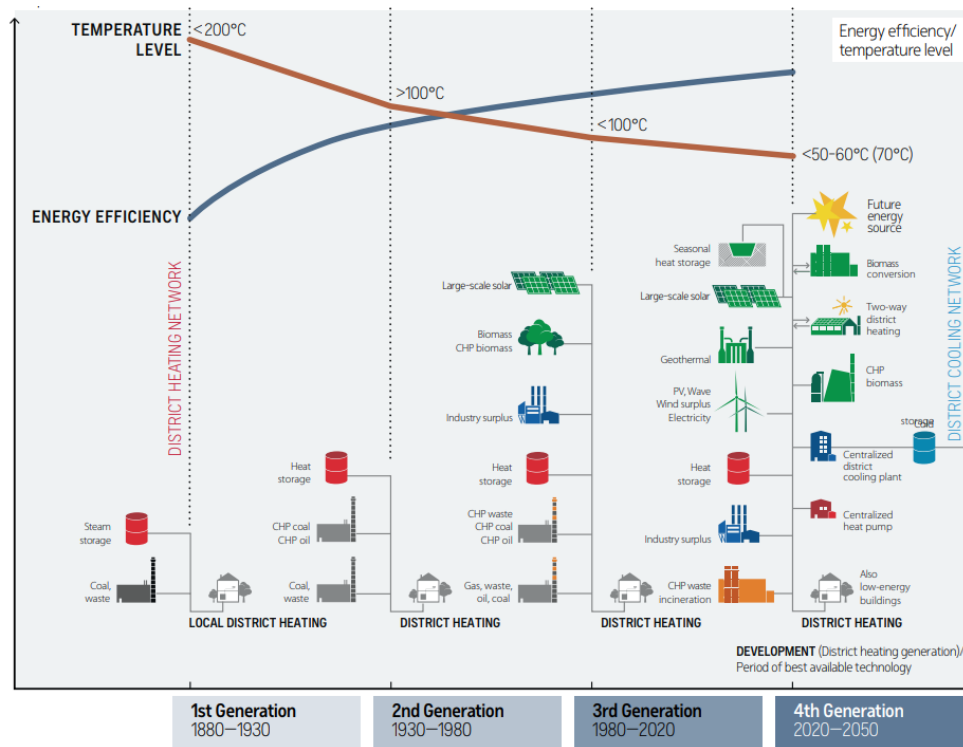 TEMPERATURE
LEVEL
<200°C
Energy efficiency/
temperature level
>100°C
<100°C
<50-60°C (70°C)
ENERGY EFFICIENCY
DISTRICT HEATING NETWORK
DISTRICT COOLING NETWORK
Steam
storage
Coal,
waste
LOCAL DISTRICT HEATING
Heat
storage
CHP coal
CHP oil
Coal,
waste
DISTRICT HEATING
Large-scale solar
Biomass
CHP biomass
Industry surplus
Heat
storage
CHP waste
CHP coal
CHP oil
Gas, waste,
oil, coal
DISTRICT HEATING
Seasonal
heat storage
Large-scale solar
Geothermal
PV, Wave
Wind surplus
Electricity
Heat
storage
Industry surplus
CHP waste
incineration
Future
energy
source
Biomass
conversion
Two-way
district
heating
CHP
biomass
storage
Cold
Centralized
district
cooling plant
Centralized
heat pump
Also
low-energy
buildings
DISTRICT HEATING
DEVELOPMENT (District heating generation)/
Period of best available technology
1st Generation
1880–1930
2nd Generation
1930–1980
3rd Generation
1980–2020
4th Generation
2020–2050